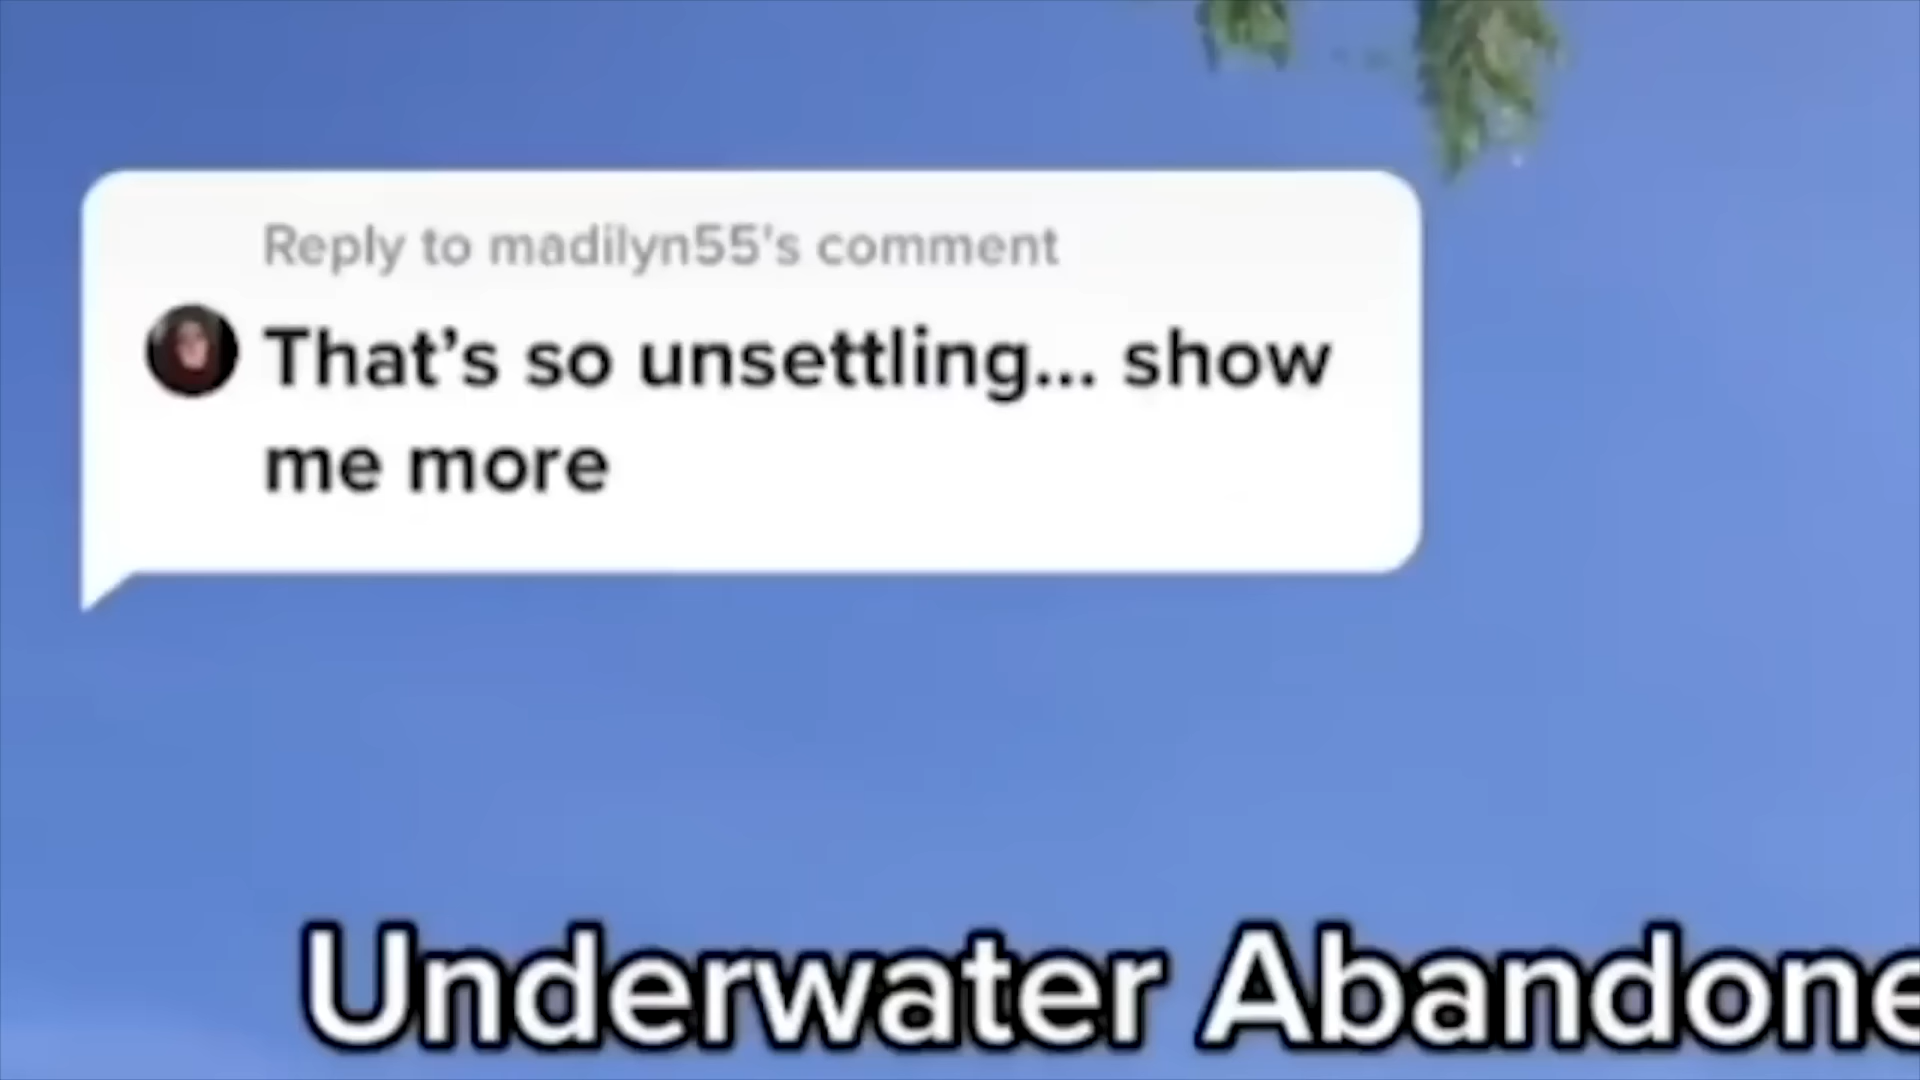 Reply to madilyn55's comment
That’s so unsettling... show
me more
Underwater Abandone